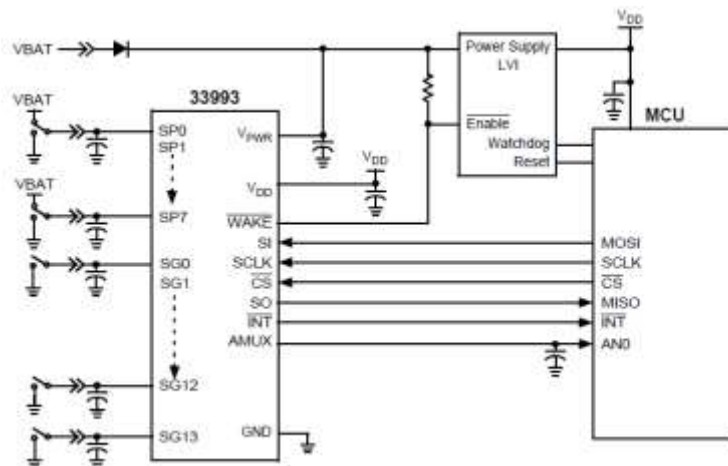 VDD
VBAT
Power Supply
LVI
33993
VBAT
Enable
MCU
SP0
SP1
VPWR
Watchdog
Reset
VDD
VBAT
VDD
SP7
WAKE
SI
MOSI
SG0
SCLK
SCLK
SG1
CS
CS
SO
MISO
INT
INT
AMUX
AN0
SG12
SG13
GND